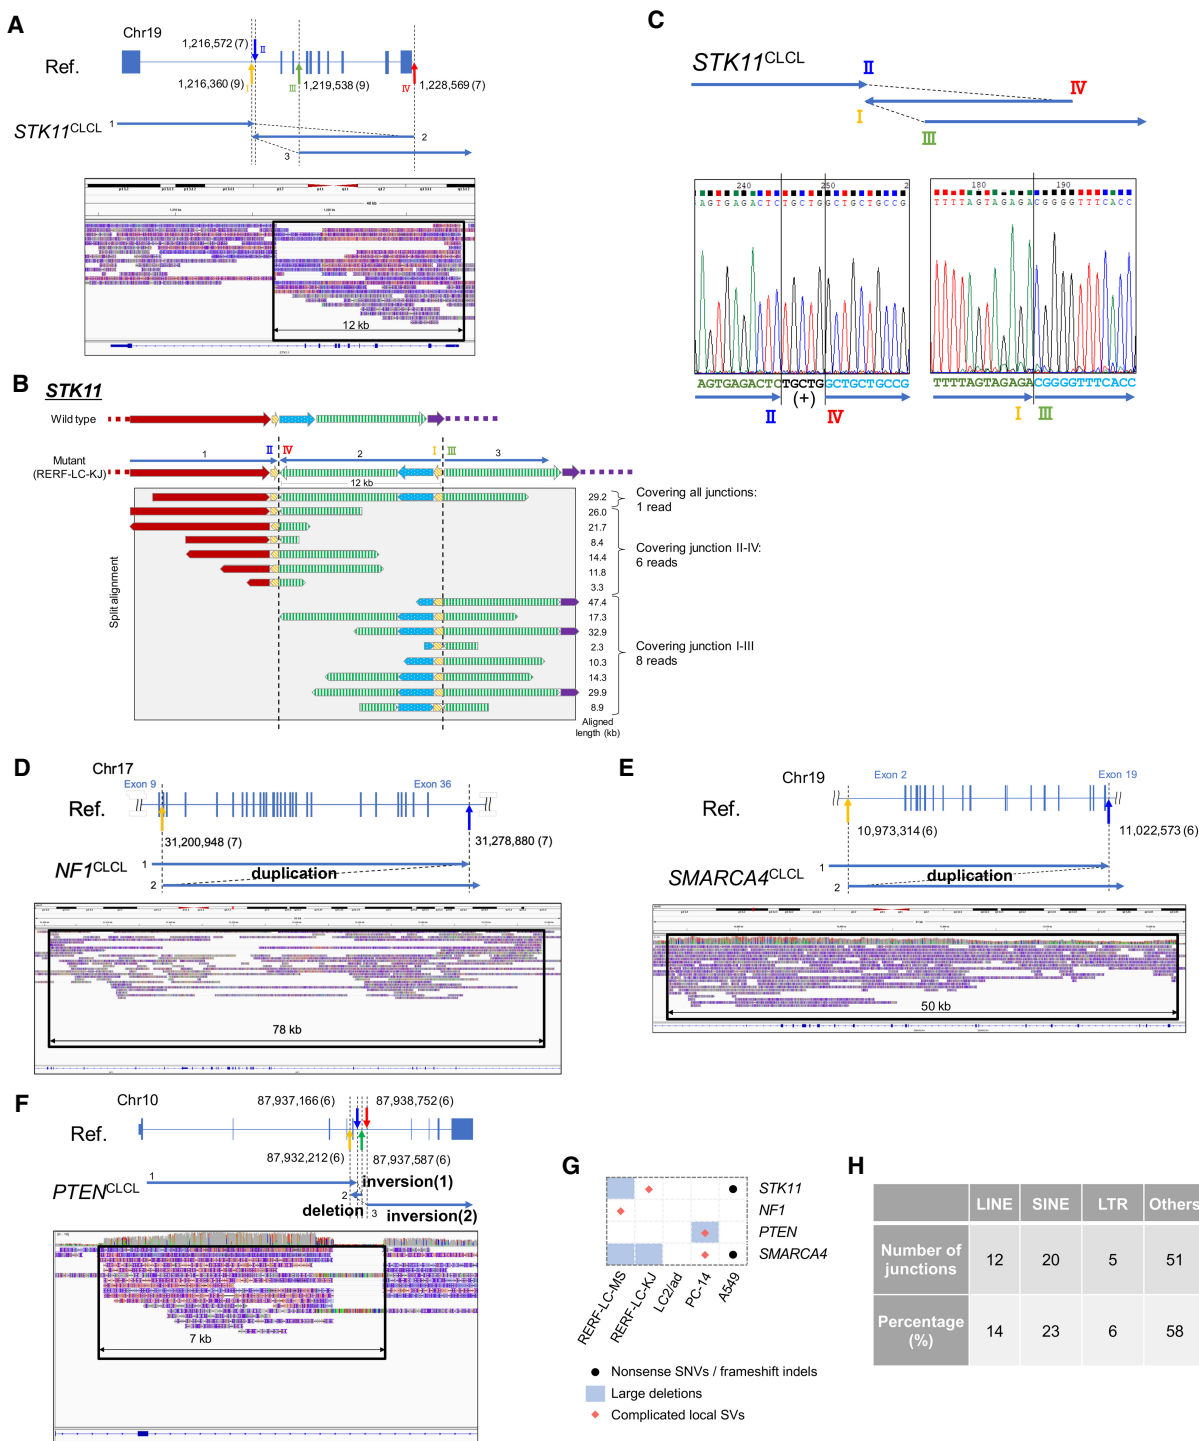 A
Chr19
1,216,572 (7)
II
Ref.
1,216,360 (9)
I
III
1,219,538 (9)
IV
1,228,569 (7)
STK11CLCL
1
2
3
12 kb
B
STK11
Wild type
Mutant
(RERF-LC-KJ)
1
II
IV
2
I
III
3
12 kb
Split alignment
29.2
26.0
21.7
8.4
14.4
11.8
3.3
47.4
17.3
32.9
2.3
10.3
14.3
29.9
8.9
Aligned
length (kb)
Covering all junctions:
1 read
Covering junction II-IV:
6 reads
Covering junction I-III
8 reads
C
STK11CLCL
II
IV
I
III
240
250
AGTGAGACTCTGCTGGCTGCTGCCG
AGTGAGACTCTGCTGGCTGCTGCCG
II
(+)
IV
180
190
TTTTAGTAGAGACGGGGTTTCACC
TTTTAGTAGAGACGGGGTTTCACC
I
III
D
Chr17
Exon 9
Exon 36
Ref.
31,200,948 (7)
31,278,880 (7)
NF1CLCL
1
duplication
2
78 kb
E
Chr19
Exon 2
Exon 19
Ref.
10,973,314 (6)
11,022,573 (6)
SMARCA4CLCL
1
duplication
2
50 kb
F
Chr10
87,937,166 (6)
87,938,752 (6)
Ref.
87,932,212 (6)
87,937,587 (6)
PTENCLCL
1
inversion(1)
2
deletion
3
inversion(2)
7 kb
G
STK11
NF1
PTEN
SMARCA4
RERF-LC-MS
RERF-LC-KJ
LC2/ad
PC-14
A549
Nonsense SNVs / frameshift indels
Large deletions
Complicated local SVs
H
LINE SINE LTR Others
Number of junctions 12 20 5 51
Percentage (%) 14 23 6 58